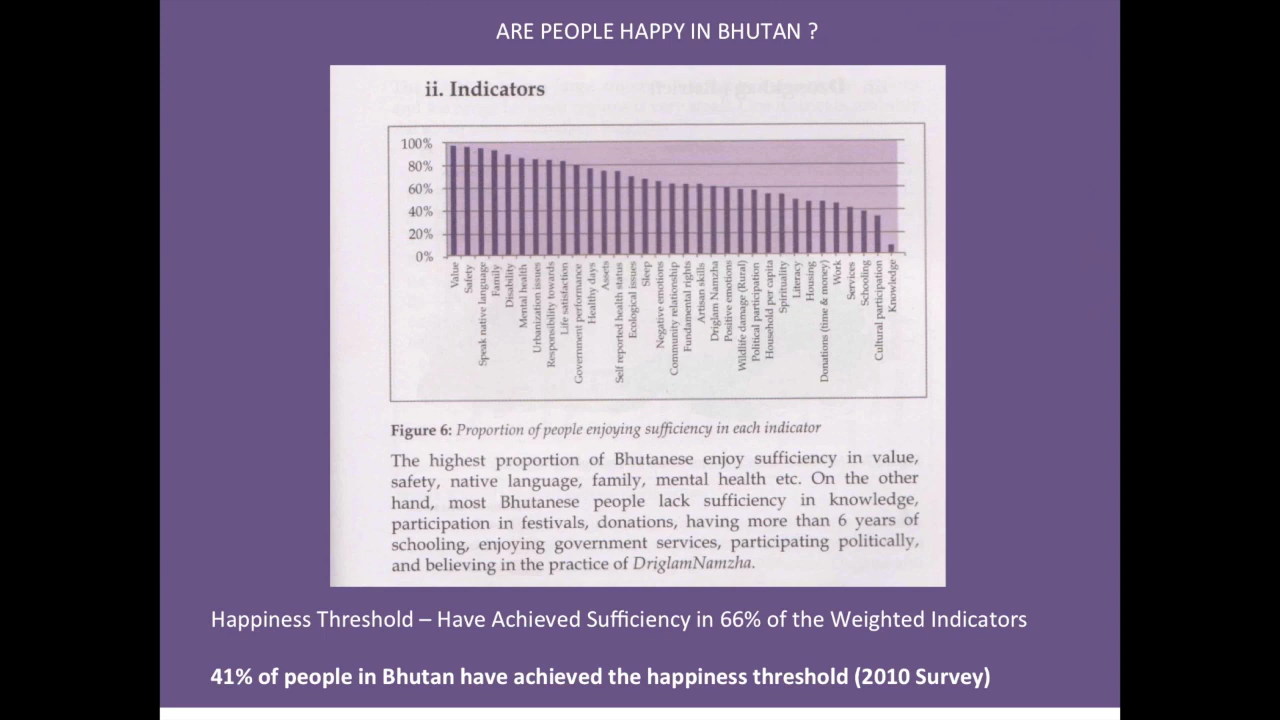 ARE PEOPLE HAPPY IN BHUTAN ?
ii. Indicators
100%
80%
60%
40%
20%
0%
Value
Safety
Speak native language
Family
Disability
Mental health
Urbanization issues
Responsibility towards
Life satisfaction
Government performance
Healthy days
Assets
Self reported health status
Ecological issues
Sleep
Negative emotions
Community relationship
Fundamental rights
Artisan skills
Driglam Namzha
Positive emotions
Wildlife damage (Rural)
Political participation
Household per capita
Spirituality
Literacy
Housing
Donations (time & money)
Work
Services
Schooling
Cultural participation
Knowledge
Figure 6: Proportion of people enjoying sufficiency in each indicator
The highest proportion of Bhutanese enjoy sufficiency in value,
safety, native language, family, mental health etc. On the other
hand, most Bhutanese people lack sufficiency in knowledge,
participation in festivals, donations, having more than 6 years of
schooling, enjoying government services, participating politically,
and believing in the practice of DriglamNamzha.
Happiness Threshold – Have Achieved Sufficiency in 66% of the Weighted Indicators
41% of people in Bhutan have achieved the happiness threshold (2010 Survey)